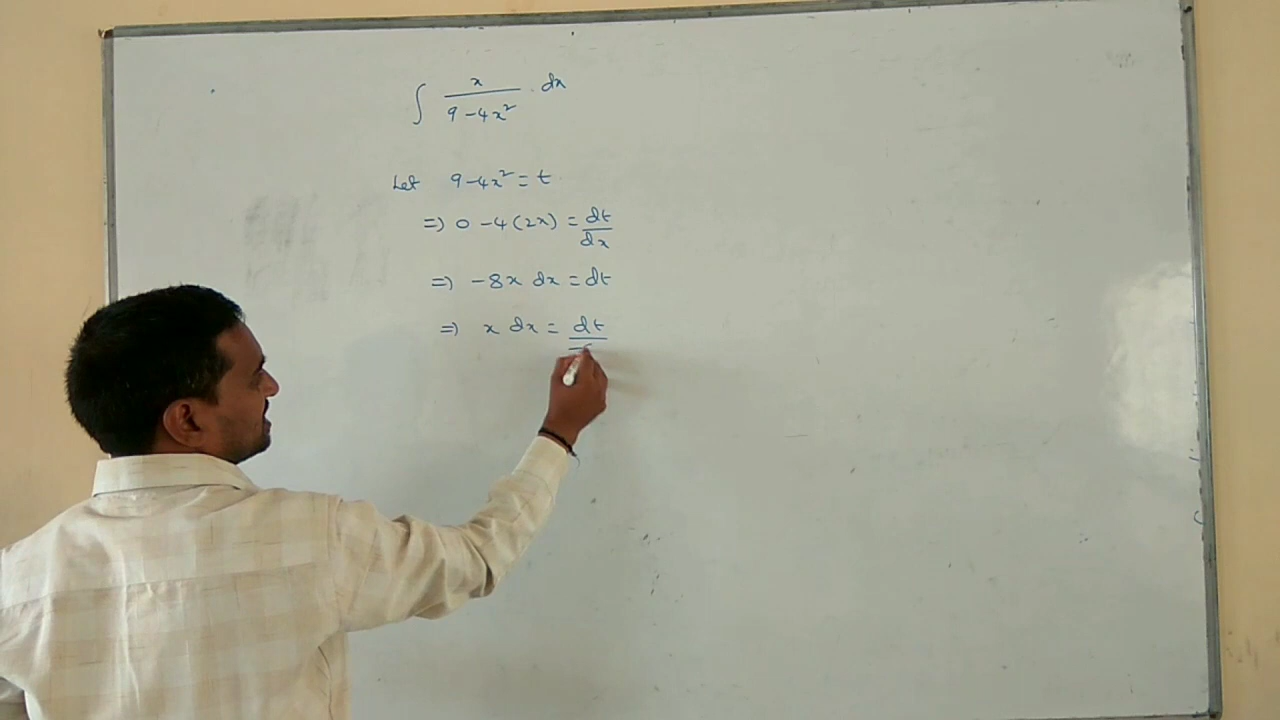 ∫ x/(9-4x²) . dx
Let 9-4x² = t
=> 0 -4(2x) = dt/dx
=> -8x dx = dt
=> x dx = dt/-